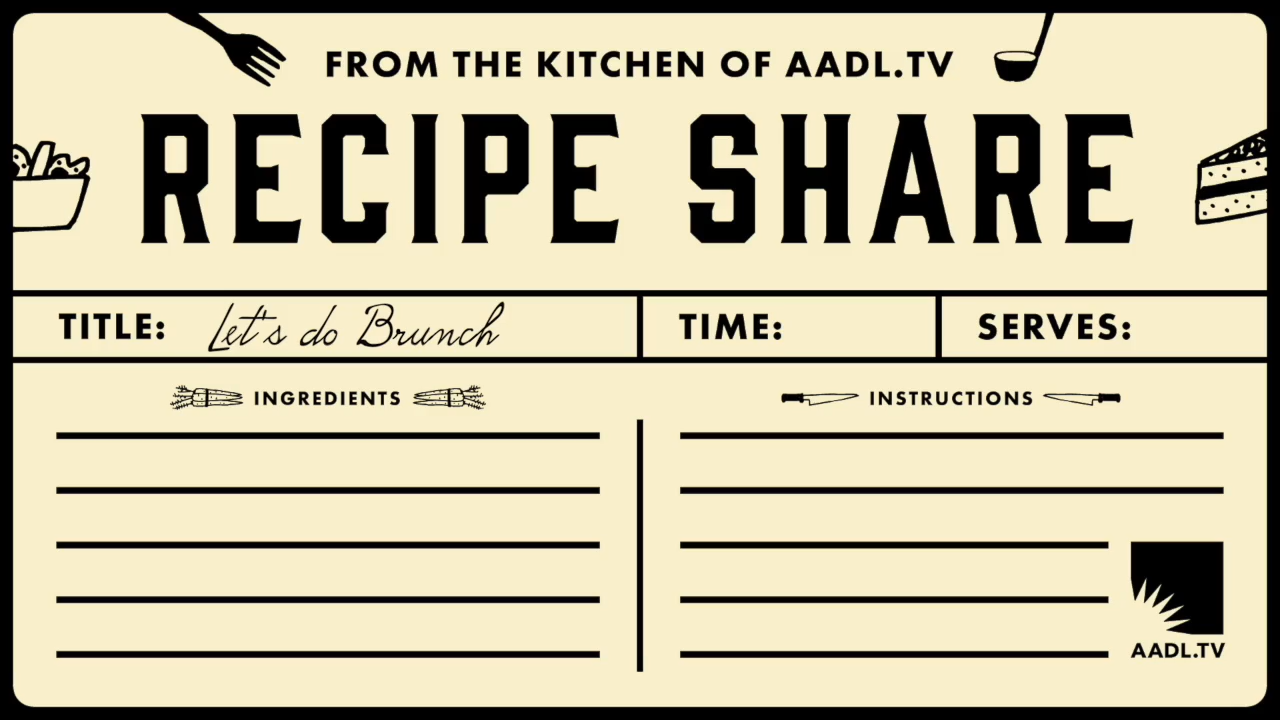 FROM THE KITCHEN OF AADL.TV
RECIPE SHARE
TITLE: Let's do Brunch
TIME:
SERVES:
INGREDIENTS
INSTRUCTIONS
AADL.TV